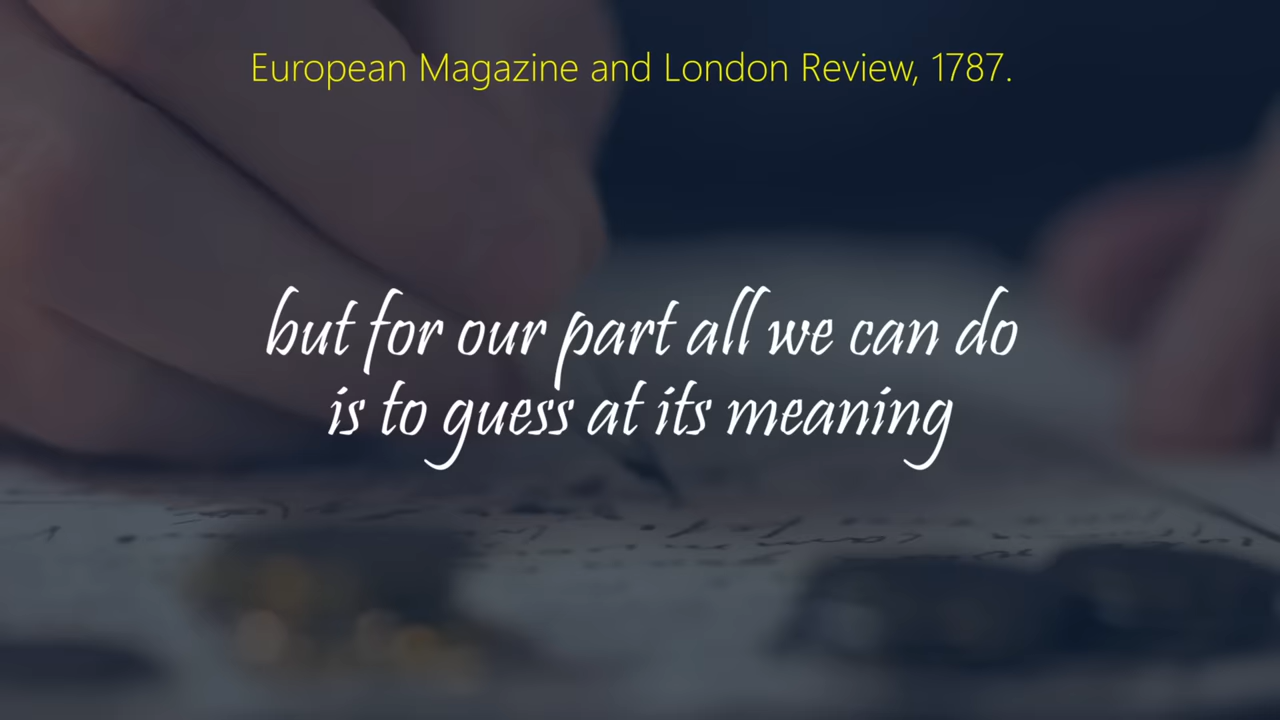 European Magazine and London Review, 1787.
but for our part all we can do
is to guess at its meaning